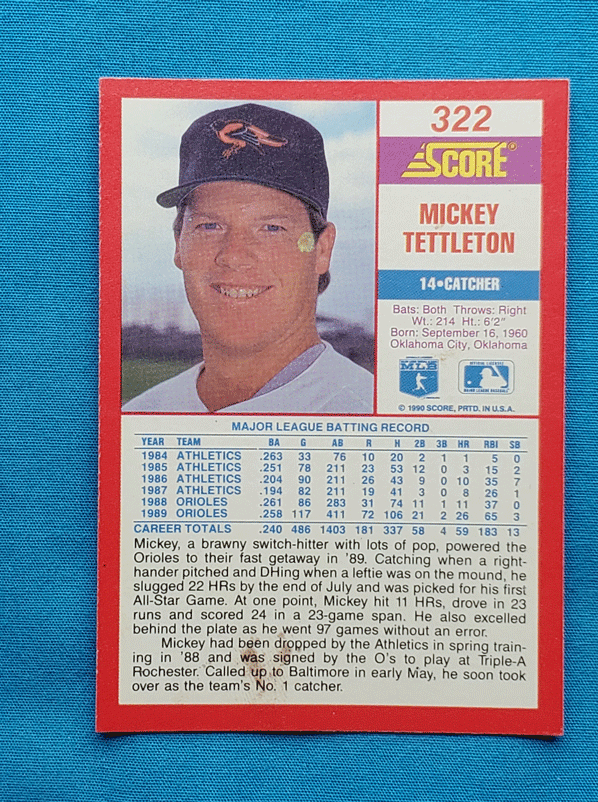 322
SCORE®
MICKEY
TETTLETON
14•CATCHER
Bats: Both Throws: Right
Wt.: 214 Ht.: 6'2"
Born: September 16, 1960
Oklahoma City, Oklahoma
MLB
© 1990 SCORE, PRTD. IN U.S.A.
MAJOR LEAGUE BATTING RECORD
YEAR TEAM BA G AB R H 2B 3B HR RBI SB
1984 ATHLETICS .263 33 76 10 20 2 1 1 5 0
1985 ATHLETICS .251 78 211 23 53 12 0 3 15 2
1986 ATHLETICS .204 90 211 26 43 9 0 10 35 7
1987 ATHLETICS .194 82 211 19 41 3 0 8 26 1
1988 ORIOLES .261 86 283 31 74 11 1 11 37 0
1989 ORIOLES .258 117 411 72 106 21 2 26 65 3
CAREER TOTALS .240 486 1403 181 337 58 4 59 183 13
Mickey, a brawny switch-hitter with lots of pop, powered the
Orioles to their fast getaway in '89. Catching when a right-
hander pitched and DHing when a leftie was on the mound, he
slugged 22 HRs by the end of July and was picked for his first
All-Star Game. At one point, Mickey hit 11 HRs, drove in 23
runs and scored 24 in a 23-game span. He also excelled
behind the plate as he went 97 games without an error.
Mickey had been dropped by the Athletics in spring train-
ing in '88 and was signed by the O's to play at Triple-A
Rochester. Called up to Baltimore in early May, he soon took
over as the team's No. 1 catcher.